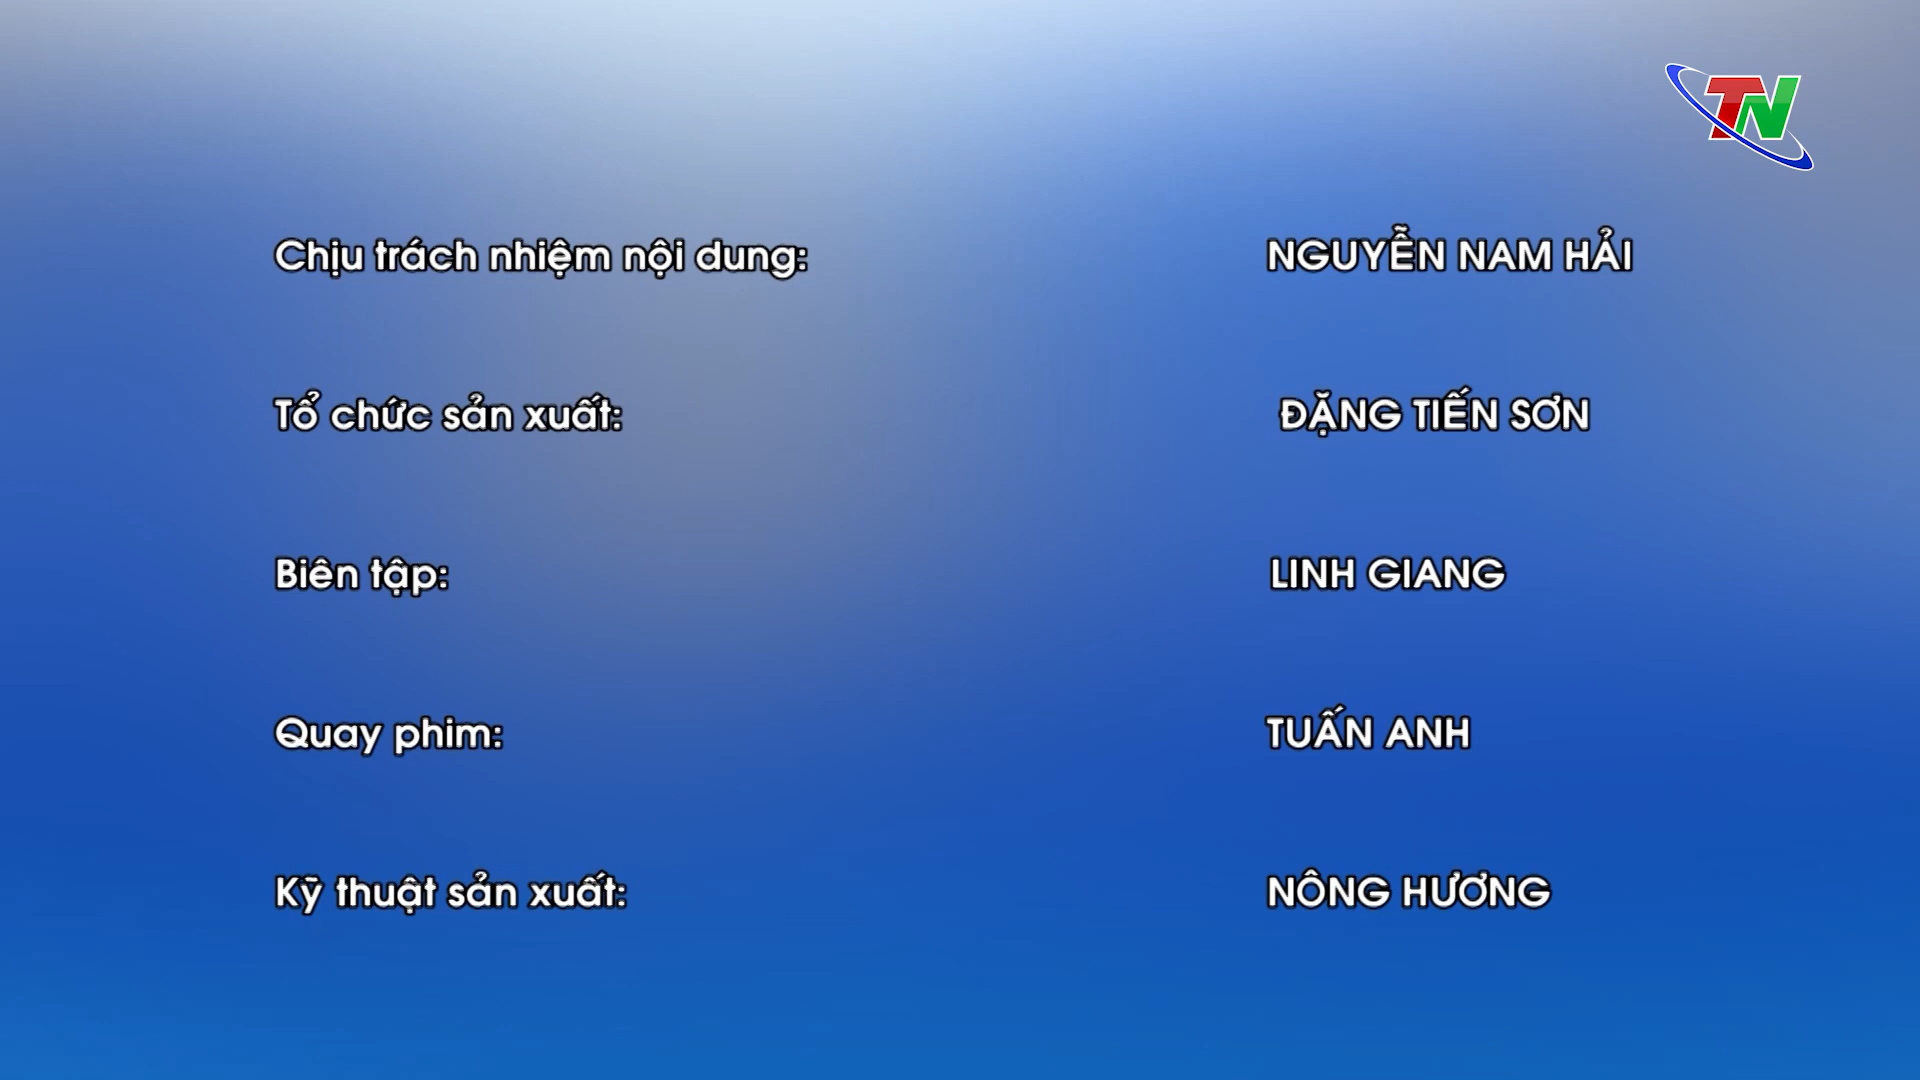 TN
Chịu trách nhiệm nội dung: NGUYỄN NAM HẢI
Tổ chức sản xuất: ĐẶNG TIẾN SƠN
Biên tập: LINH GIANG
Quay phim: TUẤN ANH
Kỹ thuật sản xuất: NÔNG HƯƠNG